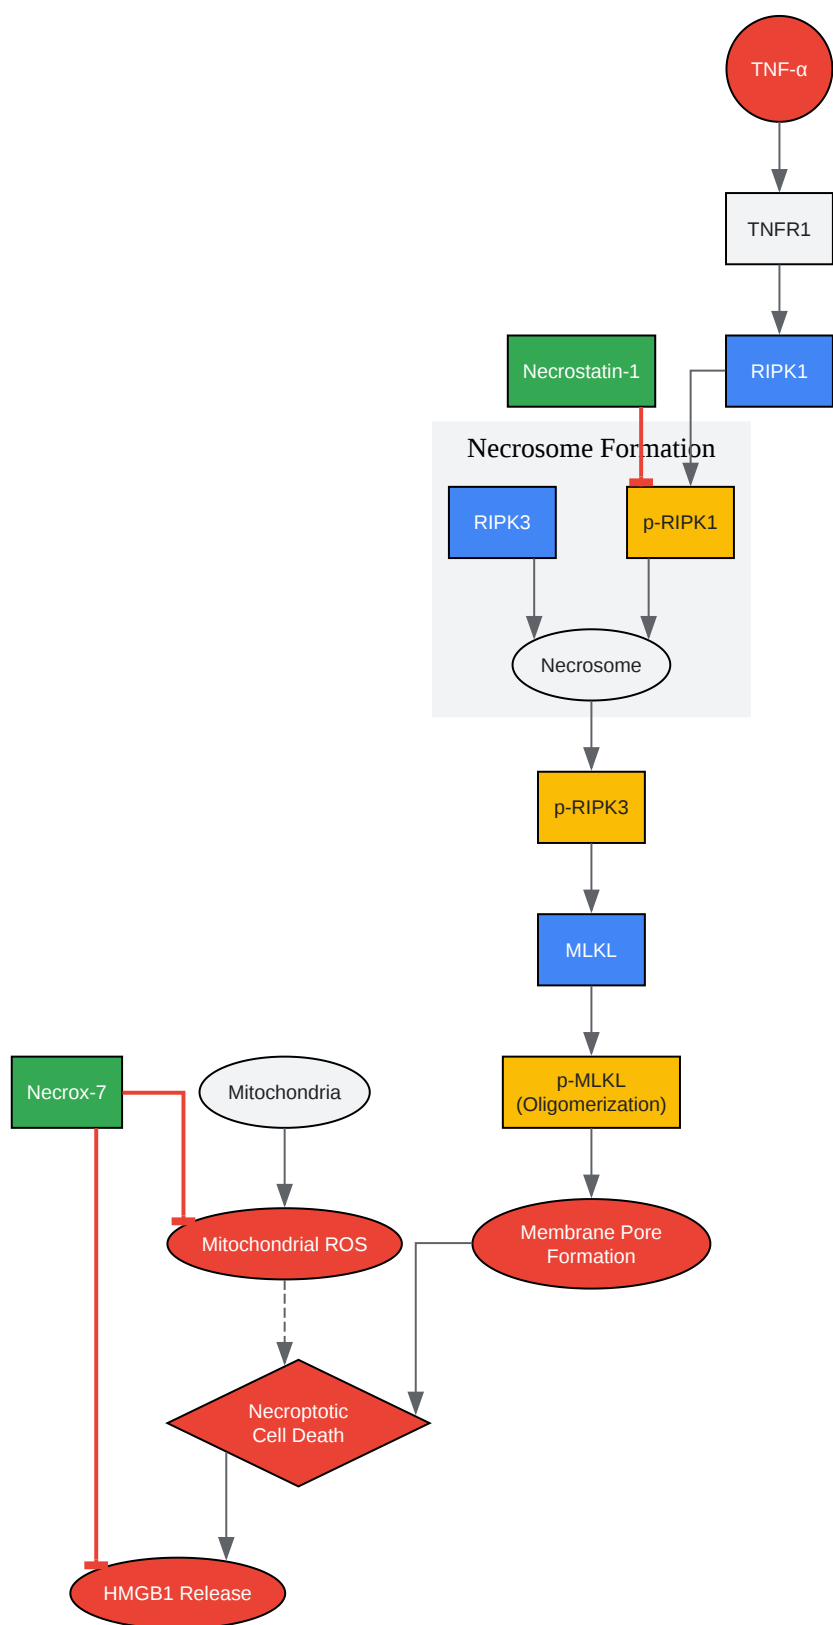 TNF-α
TNFR1
Necrostatin-1
RIPK1
Necrosome Formation
RIPK3
p-RIPK1
Necrosome
p-RIPK3
MLKL
Necrox-7
Mitochondria
p-MLKL
(Oligomerization)
Mitochondrial ROS
Membrane Pore
Formation
Necroptotic
Cell Death
HMGB1 Release